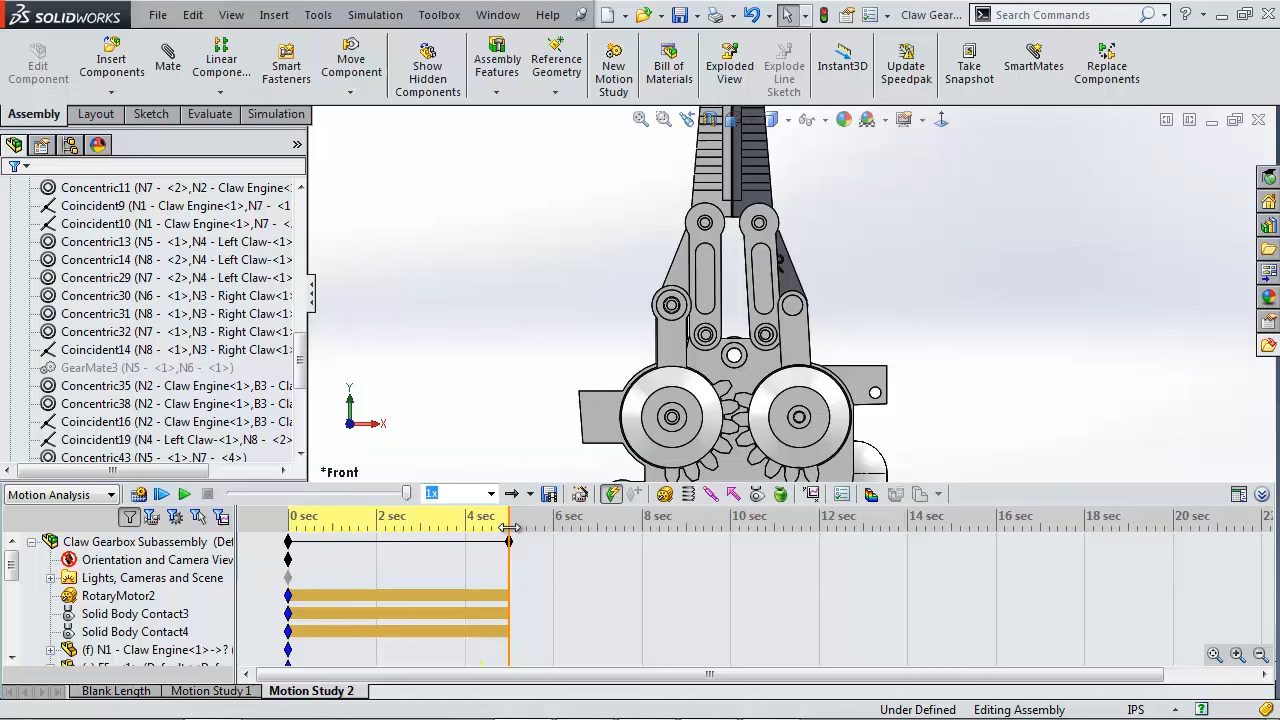 SOLIDWORKS File Edit View Insert Tools Simulation Toolbox Window Help Claw Gear... Search Commands
Edit Component
Insert Components
Mate
Linear Compone...
Smart Fasteners
Move Component
Show Hidden Components
Assembly Features
Reference Geometry
New Motion Study
Bill of Materials
Exploded View
Explode Line Sketch
Instant3D
Update Speedpak
Take Snapshot
SmartMates
Replace Components
Assembly Layout Sketch Evaluate Simulation
Concentric11 (N7 - <2>,N2 - Claw Engine<
Coincident9 (N1 - Claw Engine<1>,N7 - <1
Coincident10 (N1 - Claw Engine<1>,N7 -
Concentric13 (N5 - <1>,N4 - Left Claw-<1>
Concentric14 (N8 - <2>,N4 - Left Claw-<1>
Concentric29 (N7 - <2>,N4 - Left Claw-<1>
Concentric30 (N6 - <1>,N3 - Right Claw<1>
Concentric31 (N8 - <1>,N3 - Right Claw<1>
Concentric32 (N7 - <1>,N3 - Right Claw<1>
Coincident14 (N8 - <1>,N3 - Right Claw<1>
GearMate3 (N5 - <1>,N6 - <1>)
Concentric35 (N2 - Claw Engine<1>,B3 - Cl
Concentric38 (N2 - Claw Engine<1>,B3 - Cl
Coincident16 (N2 - Claw Engine<1>,B3 - Cl
Coincident19 (N4 - Left Claw-<1>,N8 - <2>
Concentric43 (N5 - <1>,N7 - <4>)
Y
X
*Front
Motion Analysis 1x
0 sec 2 sec 4 sec 6 sec 8 sec 10 sec 12 sec 14 sec 16 sec 18 sec 20 sec 22
Claw Gearbox Subassembly (Def
Orientation and Camera View
Lights, Cameras and Scene
RotaryMotor2
Solid Body Contact3
Solid Body Contact4
(f) N1 - Claw Engine<1>->? (
Blank Length Motion Study 1 Motion Study 2
Under Defined Editing Assembly IPS